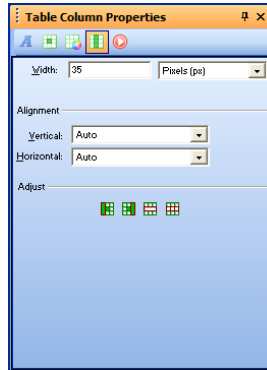 Table Column Properties
A
Width: 35 Pixels (px)
Alignment
Vertical: Auto
Horizontal: Auto
Adjust